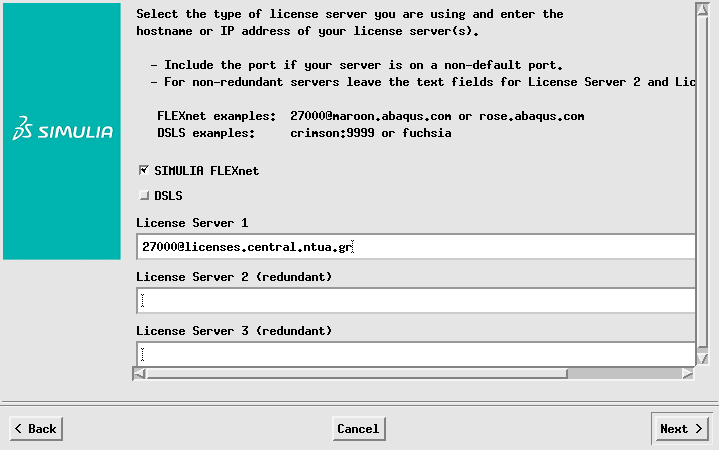 Select the type of license server you are using and enter the
hostname or IP address of your license server(s).
- Include the port if your server is on a non-default port.
- For non-redundant servers leave the text fields for License Server 2 and Lic
FLEXnet examples: 27000@maroon.abaqus.com or rose.abaqus.com
DSLS examples: crimson:9999 or fuchsia
SIMULIA
SIMULIA FLEXnet
DSLS
License Server 1
27000@licenses.central.ntua.gr
License Server 2 (redundant)
License Server 3 (redundant)
< Back
Cancel
Next >